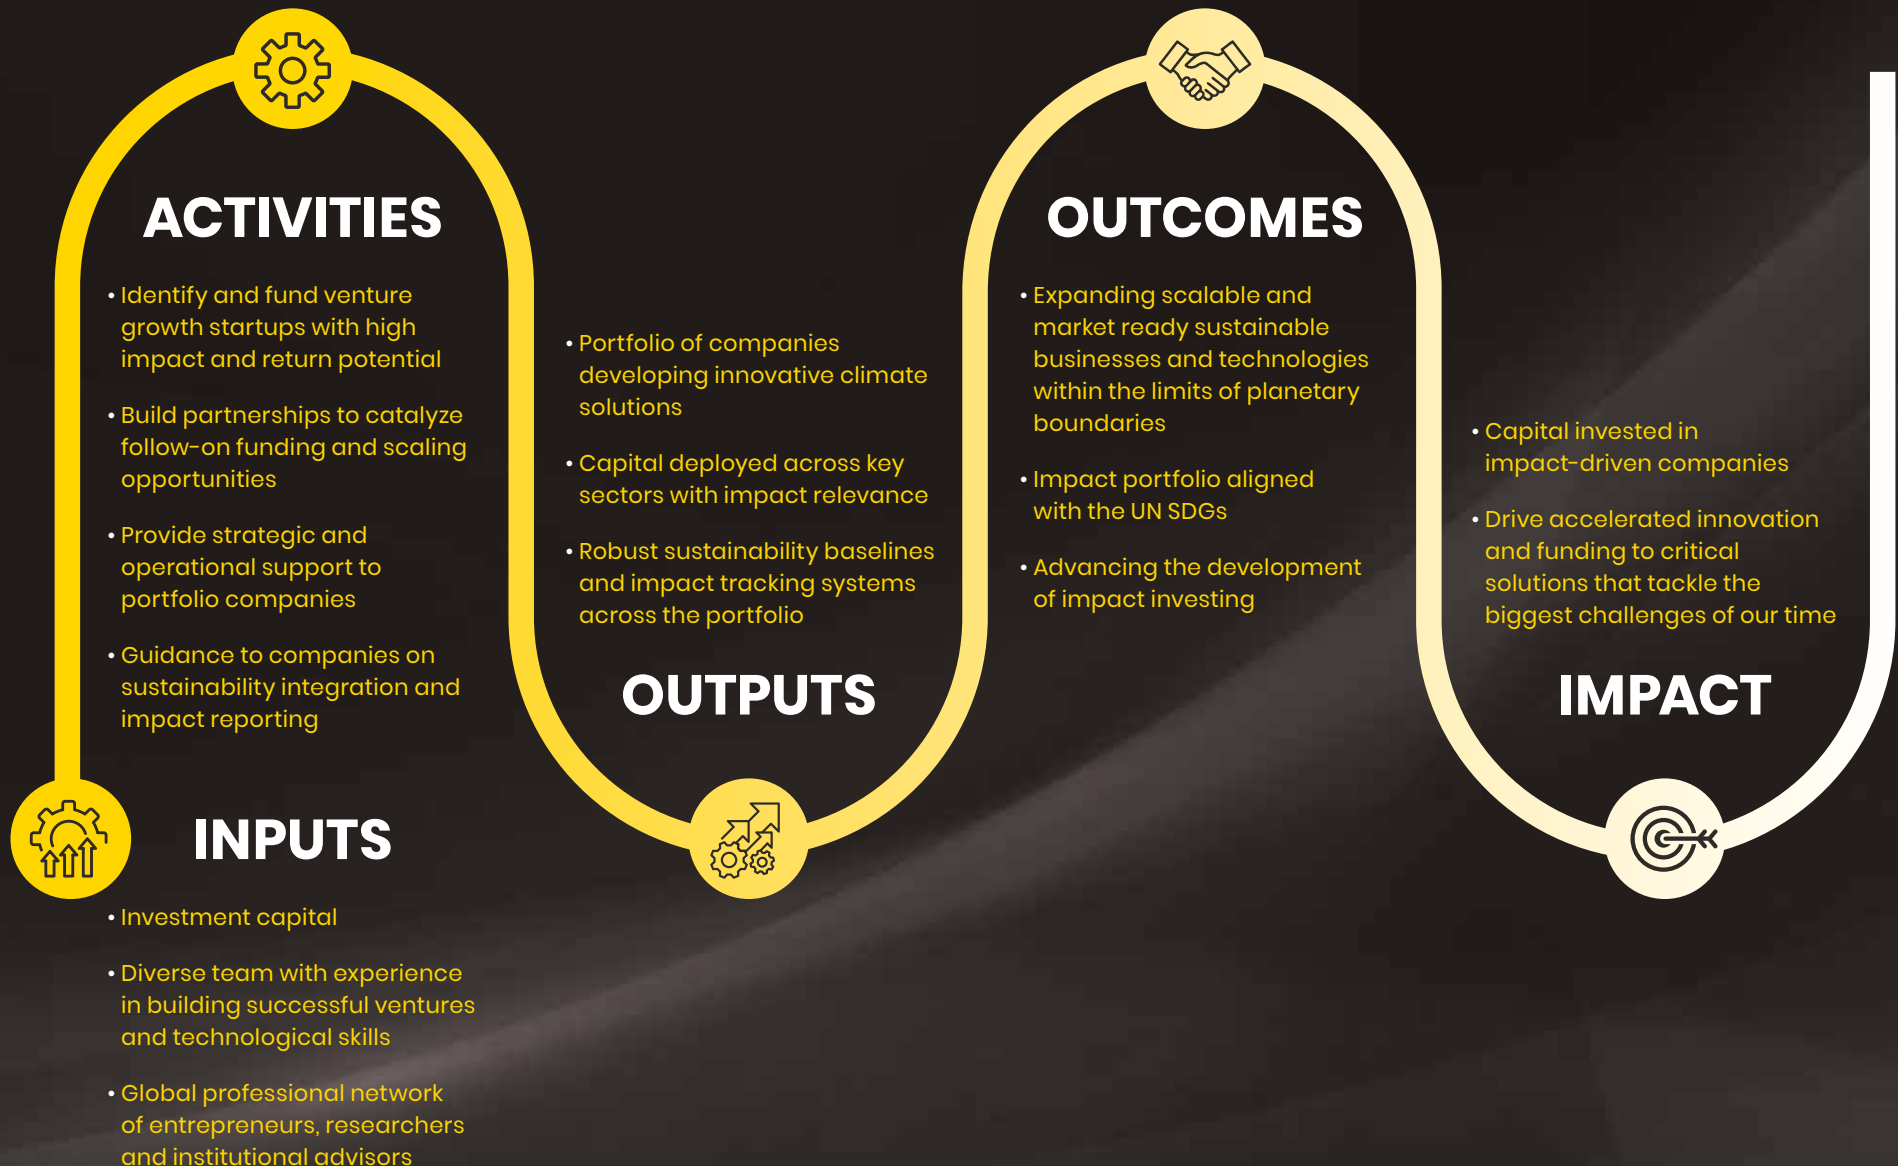 ACTIVITIES
• Identify and fund venture
growth startups with high
impact and return potential
• Build partnerships to catalyze
follow-on funding and scaling
opportunities
• Provide strategic and
operational support to
portfolio companies
• Guidance to companies on
sustainability integration and
impact reporting
INPUTS
• Investment capital
• Diverse team with experience
in building successful ventures
and technological skills
• Global professional network
of entrepreneurs, researchers
and institutional advisors
• Portfolio of companies
developing innovative climate
solutions
• Capital deployed across key
sectors with impact relevance
• Robust sustainability baselines
and impact tracking systems
across the portfolio
OUTPUTS
OUTCOMES
• Expanding scalable and
market ready sustainable
businesses and technologies
within the limits of planetary
boundaries
• Impact portfolio aligned
with the UN SDGs
• Advancing the development
of impact investing
• Capital invested in
impact-driven companies
• Drive accelerated innovation
and funding to critical
solutions that tackle the
biggest challenges of our time
IMPACT